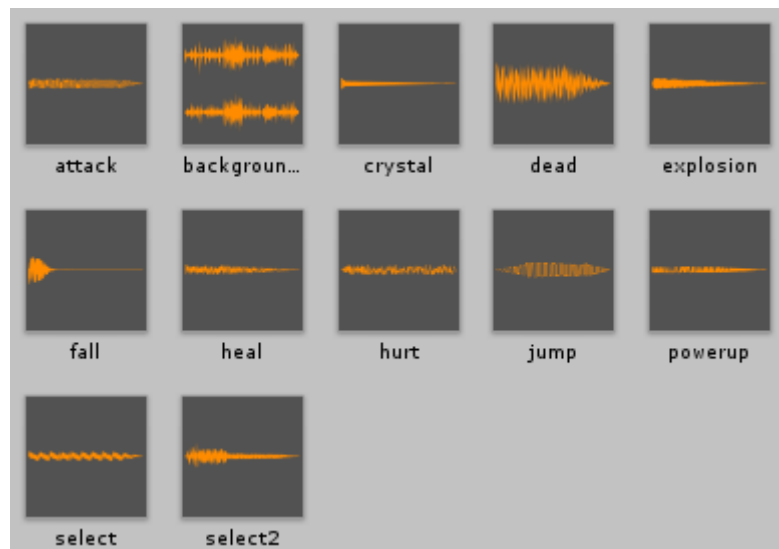 attack backgroun... crystal dead explosion
fall heal hurt jump powerup
select select2